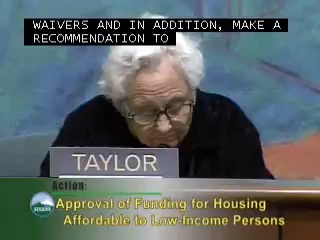 WAIVERS AND IN ADDITION, MAKE A
RECOMMENDATION TO
TAYLOR
Action:
Approval of Funding for Housing
Affordable to Low-Income Persons
EUGENE